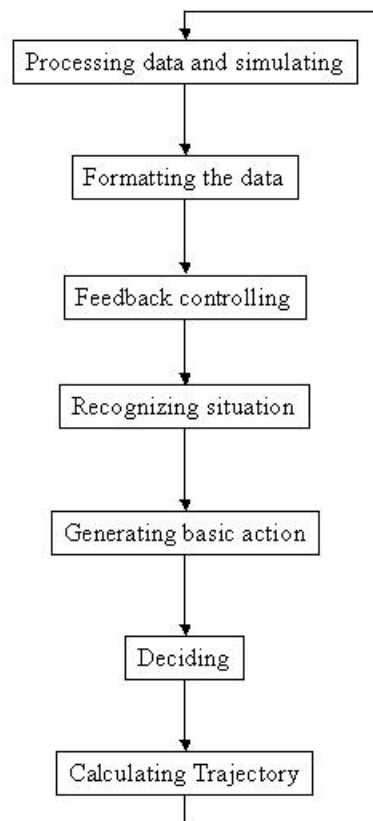 Processing data and simulating
Formatting the data
Feedback controlling
Recognizing situation
Generating basic action
Deciding
Calculating Trajectory